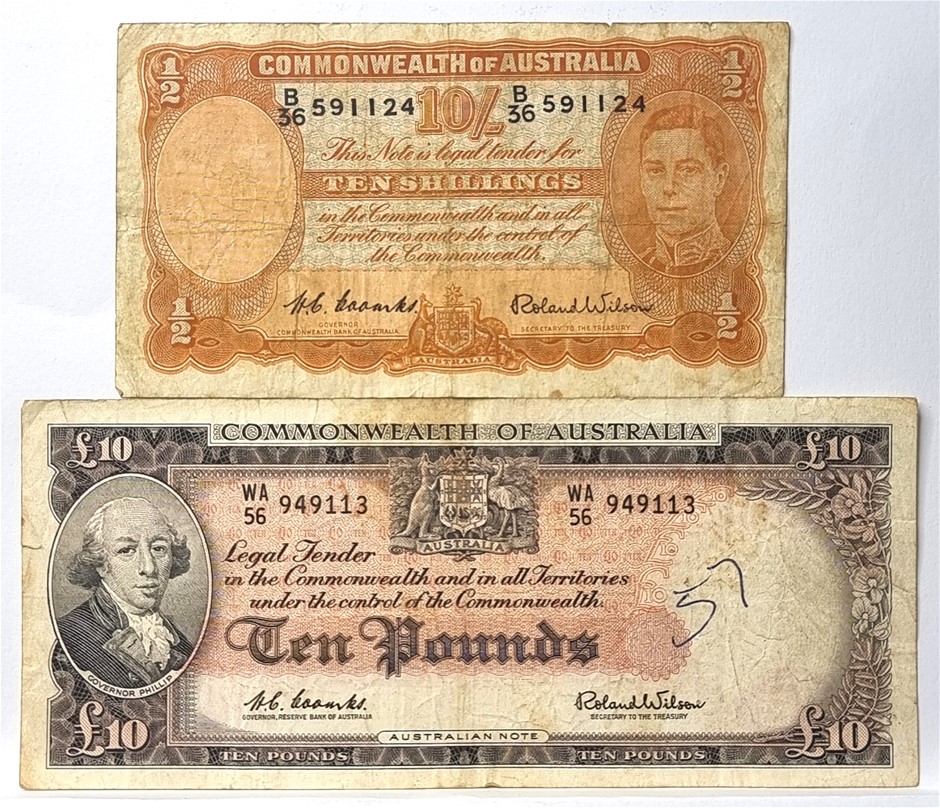 COMMONWEALTH OF AUSTRALIA
1/2 1/2
B/36 591124 10/- B/36 591124
This Note is legal tender for
TEN SHILLINGS
in the Commonwealth and in all
Territories under the control of
the Commonwealth.
1/2 1/2
H.C. Coombs. Roland Wilson
GOVERNOR SECRETARY TO THE TREASURY
COMMONWEALTH BANK OF AUSTRALIA
AUSTRALIA
COMMONWEALTH OF AUSTRALIA
£10 £10
WA 56 949113 WA 56 949113
AUSTRALIA
Legal Tender
in the Commonwealth and in all Territories
under the control of the Commonwealth.
57
Ten Pounds
GOVERNOR PHILLIP
H.C. Coombs. Roland Wilson
GOVERNOR, RESERVE BANK OF AUSTRALIA SECRETARY TO THE TREASURY
£10 AUSTRALIAN NOTE £10
TEN POUNDS TEN POUNDS